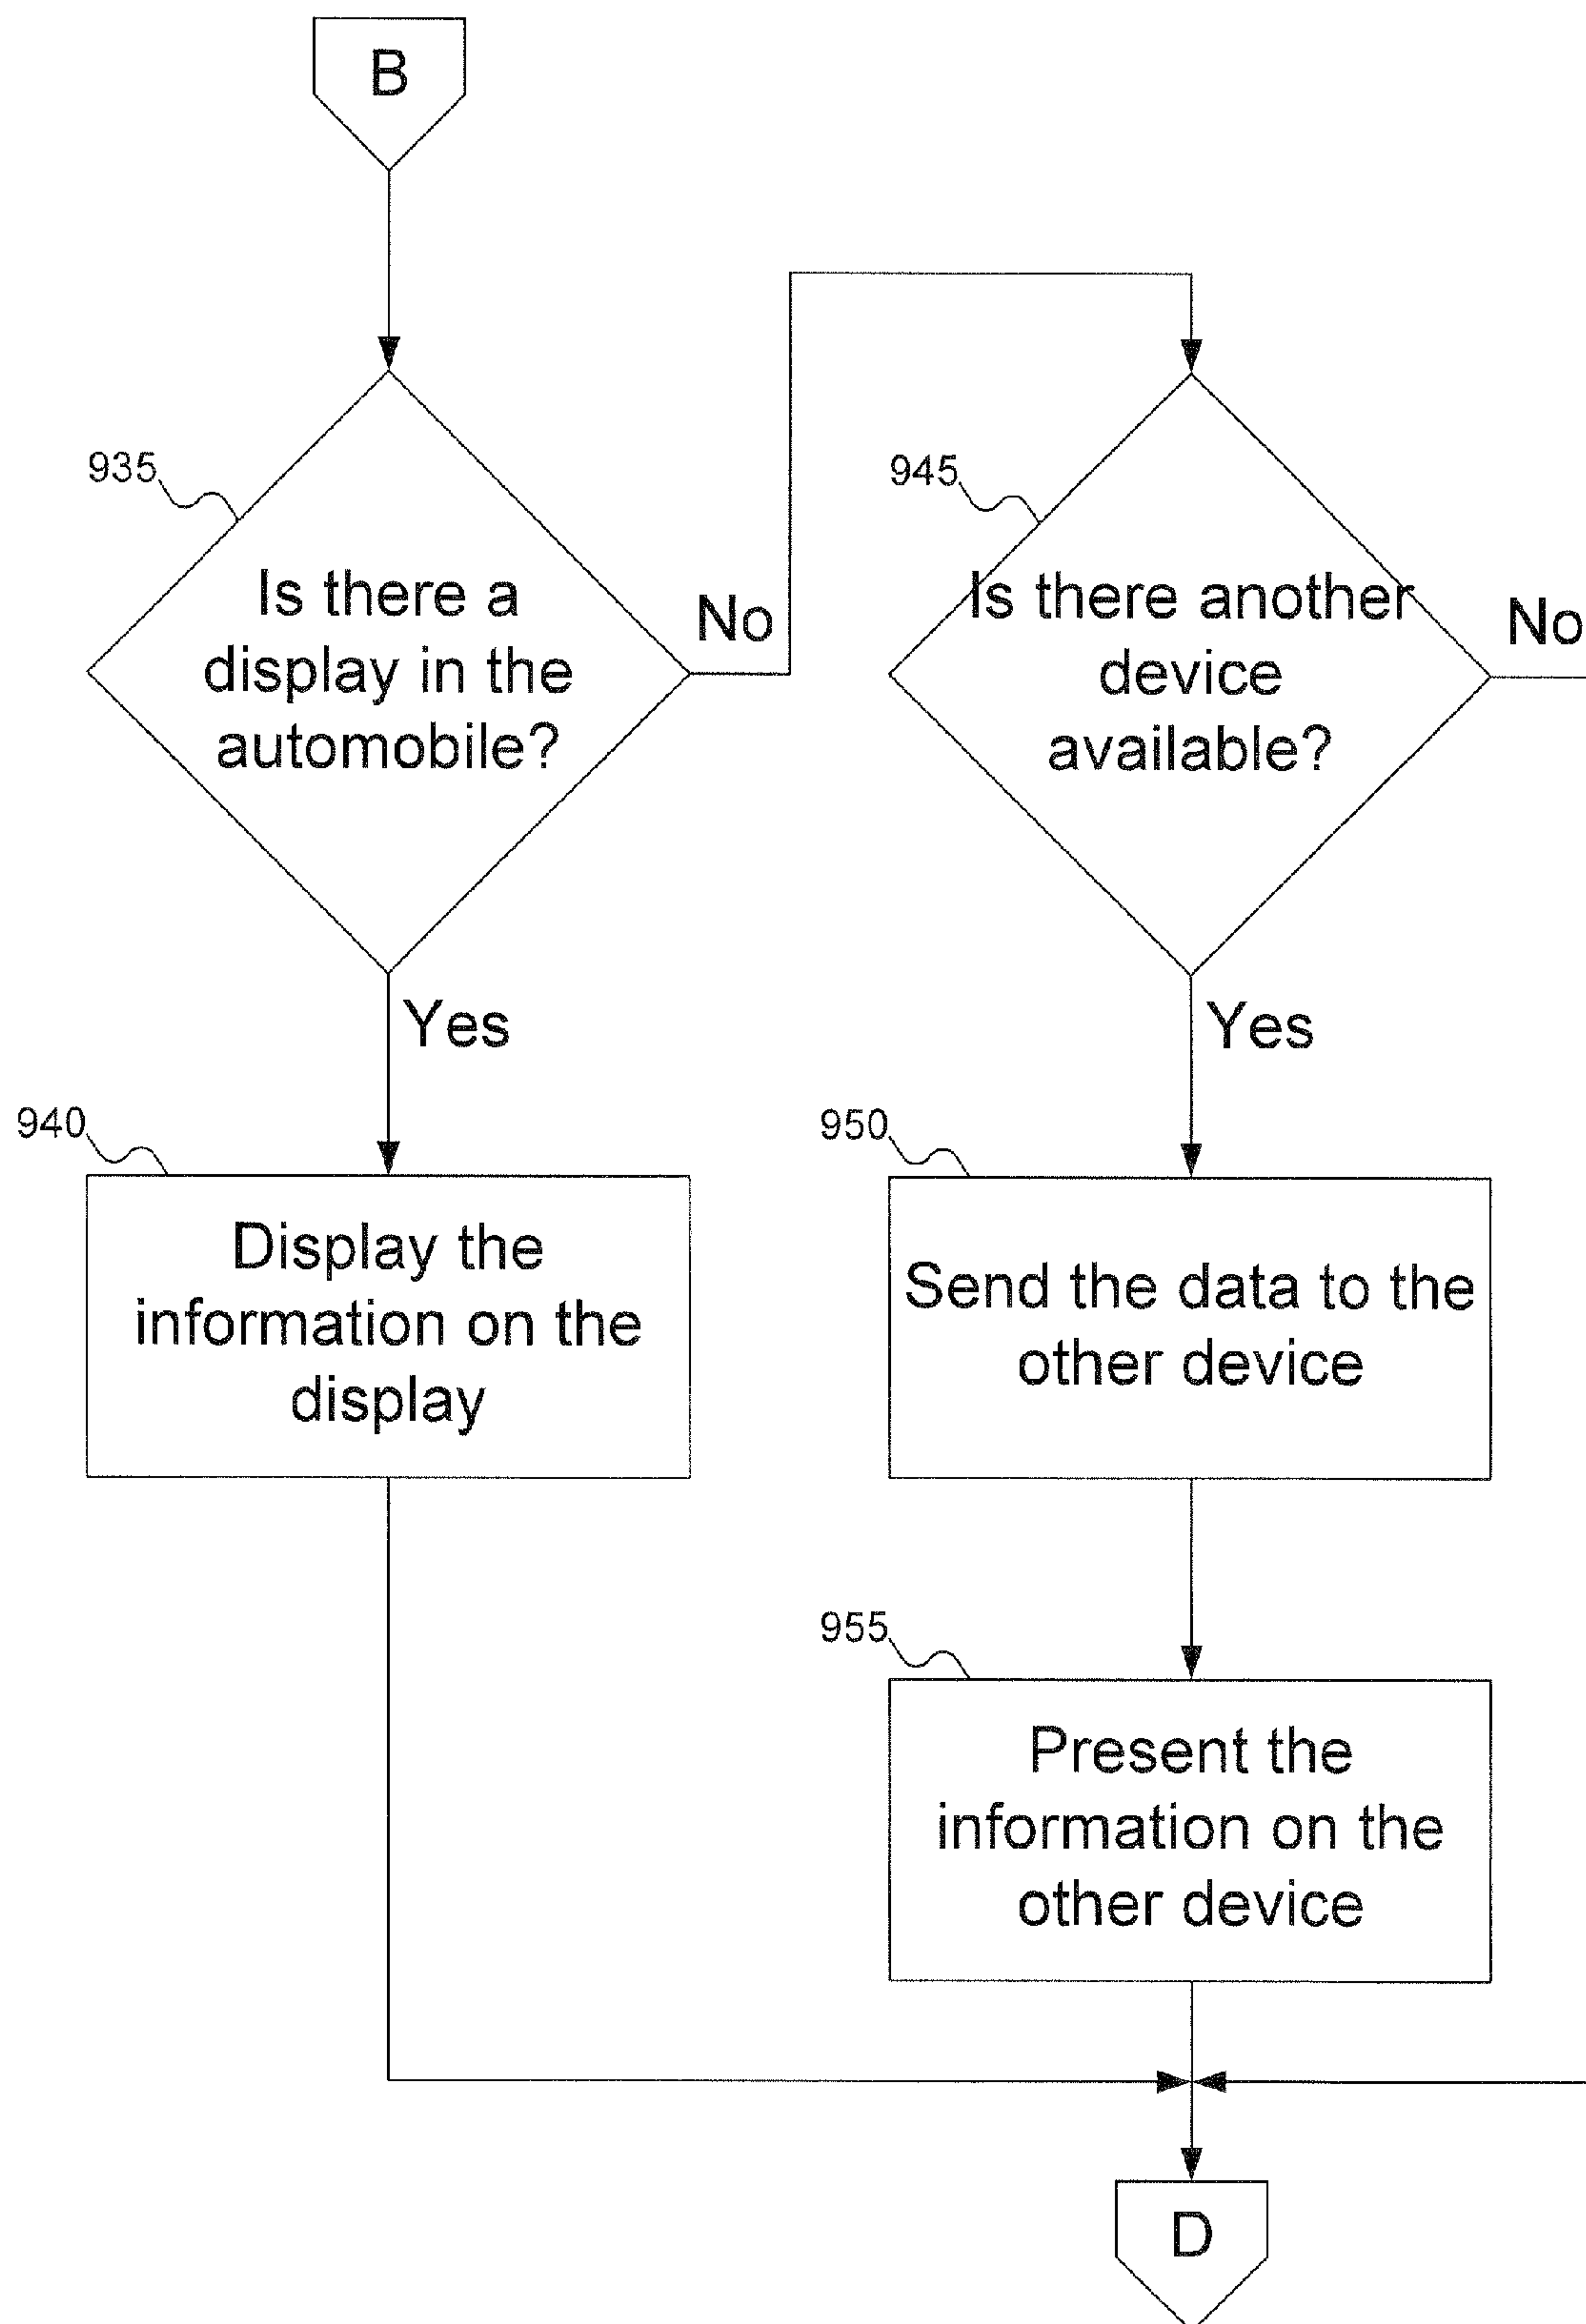 B
935
Is there a
display in the
automobile?
No
Yes
940
Display the
information on the
display
945
Is there another
device
available?
No
Yes
950
Send the data to the
other device
955
Present the
information on the
other device
D